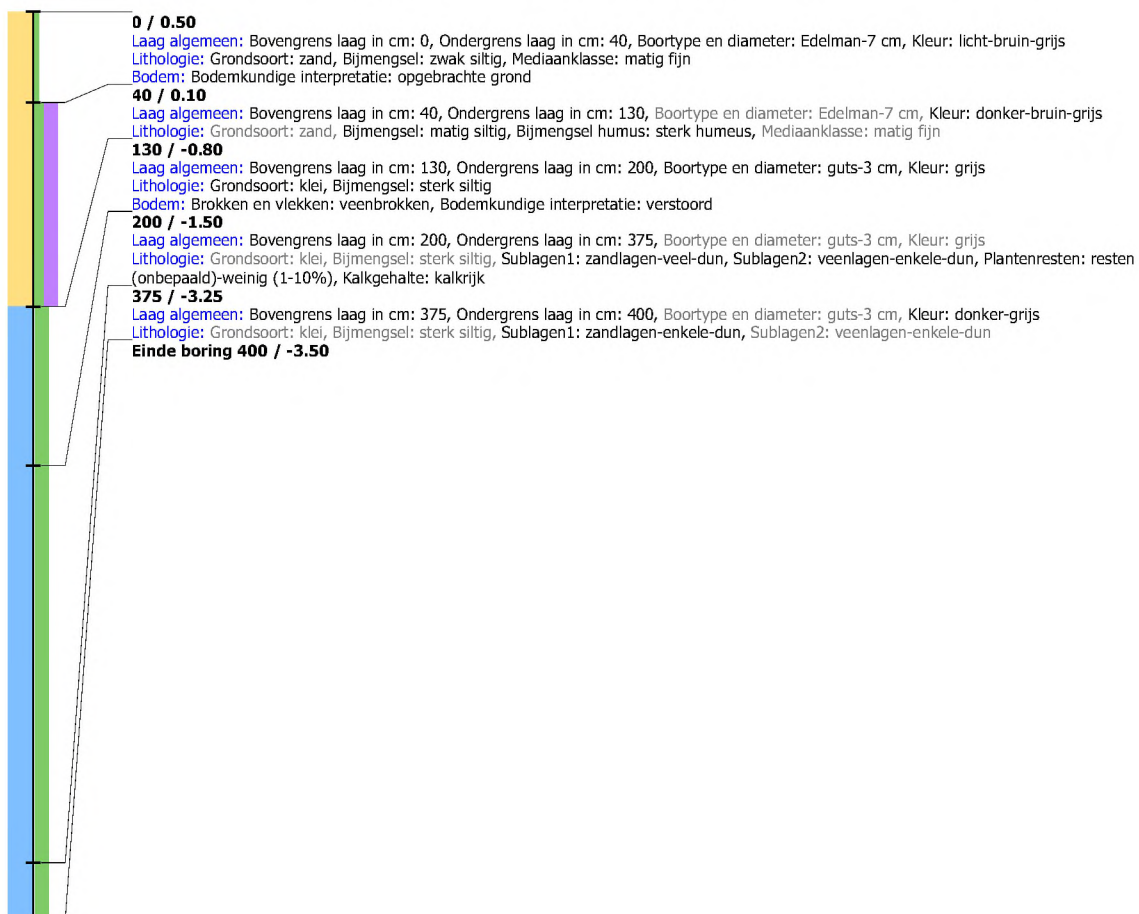 0 / 0.50
Laag algemeen: Bovengrens laag in cm: 0, Ondergrens laag in cm: 40, Boortype en diameter: Edelman-7 cm, Kleur: licht-bruin-grijs
Lithologie: Grondsoort: zand, Bijmengsel: zwak siltig, Mediaanklasse: matig fijn
Bodem: Bodemkundige interpretatie: opgebrachte grond
40 / 0.10
Laag algemeen: Bovengrens laag in cm: 40, Ondergrens laag in cm: 130, Boortype en diameter: Edelman-7 cm, Kleur: donker-bruin-grijs
Lithologie: Grondsoort: zand, Bijmengsel: matig siltig, Bijmengsel humus: sterk humeus, Mediaanklasse: matig fijn
130 / -0.80
Laag algemeen: Bovengrens laag in cm: 130, Ondergrens laag in cm: 200, Boortype en diameter: guts-3 cm, Kleur: grijs
Lithologie: Grondsoort: klei, Bijmengsel: sterk siltig
Bodem: Brokken en vlekken: veenbrokken, Bodemkundige interpretatie: verstoord
200 / -1.50
Laag algemeen: Bovengrens laag in cm: 200, Ondergrens laag in cm: 375, Boortype en diameter: guts-3 cm, Kleur: grijs
Lithologie: Grondsoort: klei, Bijmengsel: sterk siltig, Sublagen1: zandlagen-veel-dun, Sublagen2: veenlagen-enkele-dun, Plantenresten: resten
(onbepaald)-weinig (1-10%), Kalkgehalte: kalkrijk
375 / -3.25
Laag algemeen: Bovengrens laag in cm: 375, Ondergrens laag in cm: 400, Boortype en diameter: guts-3 cm, Kleur: donker-grijs
Lithologie: Grondsoort: klei, Bijmengsel: sterk siltig, Sublagen1: zandlagen-enkele-dun, Sublagen2: veenlagen-enkele-dun
Einde boring 400 / -3.50